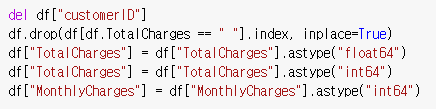 del df["customerID"]
df.drop(df[df.TotalCharges == " "].index, inplace=True)
df["TotalCharges"] = df["TotalCharges"].astype("float64")
df["TotalCharges"] = df["TotalCharges"].astype("int64")
df["MonthlyCharges"] = df["MonthlyCharges"].astype("int64")